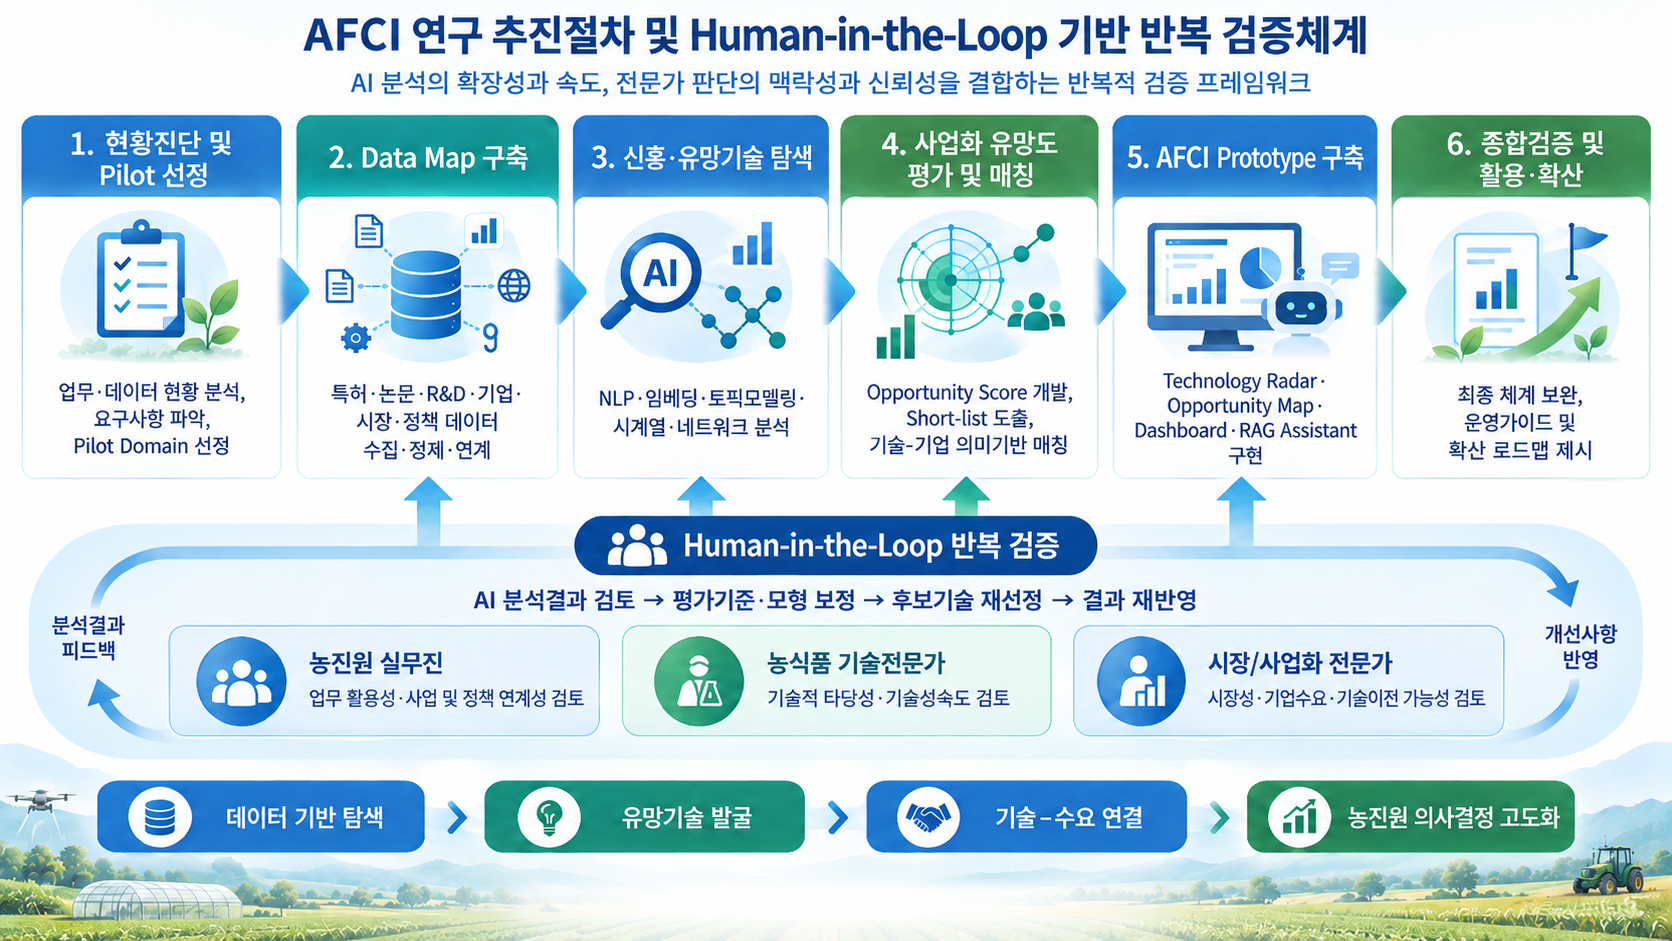 AFCI 연구 추진절차 및 Human-in-the-Loop 기반 반복 검증체계
AI 분석의 확장성과 속도, 전문가 판단의 맥락성과 신뢰성을 결합하는 반복적 검증 프레임워크
1. 현황진단 및
Pilot 선정
업무·데이터 현황 분석,
요구사항 파악,
Pilot Domain 선정
2. Data Map 구축
특허·논문·R&D·기업·
시장·정책 데이터
수집·정제·연계
3. 신홍·유망기술 탐색
AI
NLP·임베딩·토픽모델링·
시계열·네트워크 분석
4. 사업화 유망도
평가 및 매칭
Opportunity Score 개발,
Short-list 도출,
기술-기업 의미기반 매칭
5. AFCI Prototype 구축
Technology Radar·
Opportunity Map·
Dashboard·RAG Assistant
구현
6. 종합검증 및
활용·확산
최종 체계 보완,
운영가이드 및
확산 로드맵 제시
Human-in-the-Loop 반복 검증
AI 분석결과 검토 → 평가기준·모형 보정 → 후보기술 재선정 → 결과 재반영
분석결과
피드백
농진원 실무진
업무 활용성·사업 및 정책 연계성 검토
농식품 기술전문가
기술적 타당성·기술성숙도 검토
시장/사업화 전문가
시장성·기업수요·기술이전 가능성 검토
개선사항
반영
데이터 기반 탐색
유망기술 발굴
기술-수요 연결
농진원 의사결정 고도화